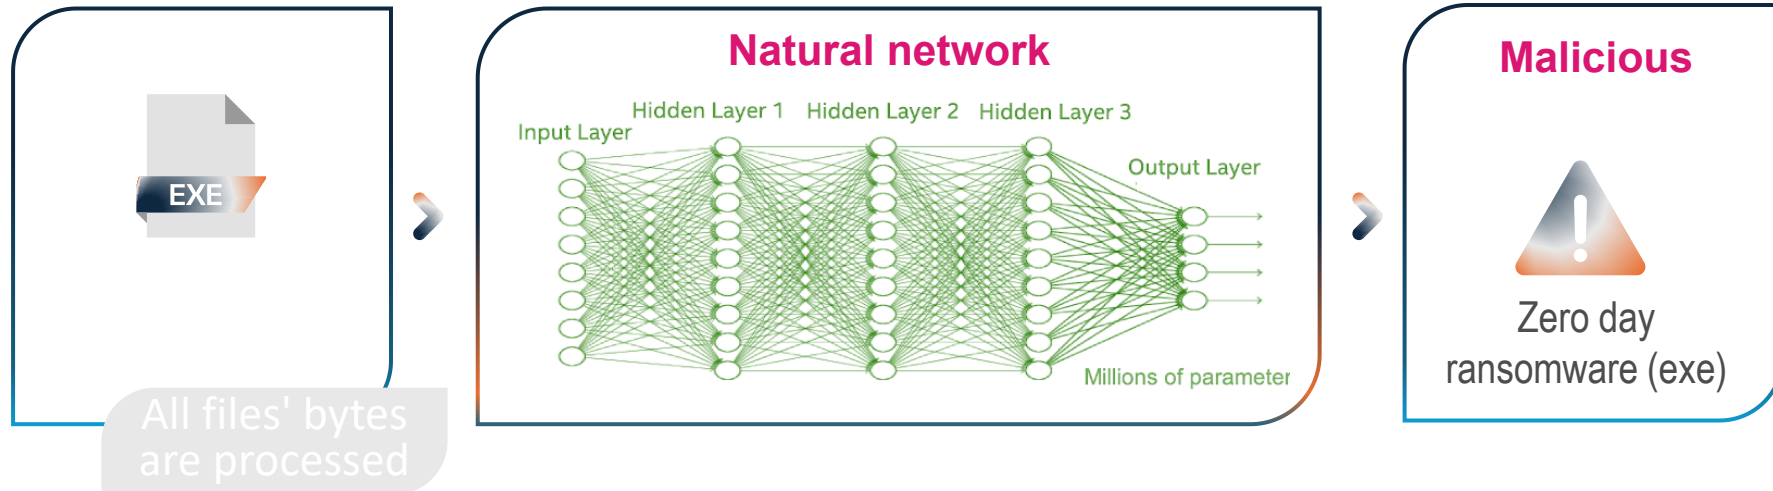 EXE
All files' bytes
are processed
Natural network
Input Layer
Hidden Layer 1
Hidden Layer 2
Hidden Layer 3
Output Layer
Millions of parameter
Malicious
Zero day
ransomware (exe)